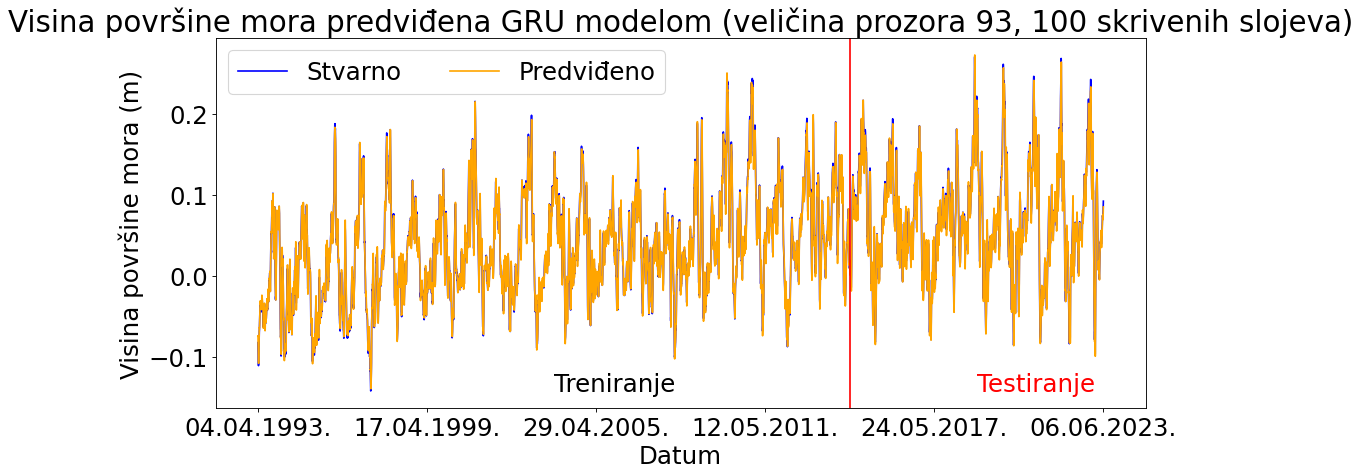 Visina površine mora predviđena GRU modelom (veličina prozora 93, 100 skrivenih slojeva)
Stvarno Predviđeno
Visina površine mora (m)
0.2
0.1
0.0
−0.1
Treniranje Testiranje
04.04.1993. 17.04.1999. 29.04.2005. 12.05.2011. 24.05.2017. 06.06.2023.
Datum